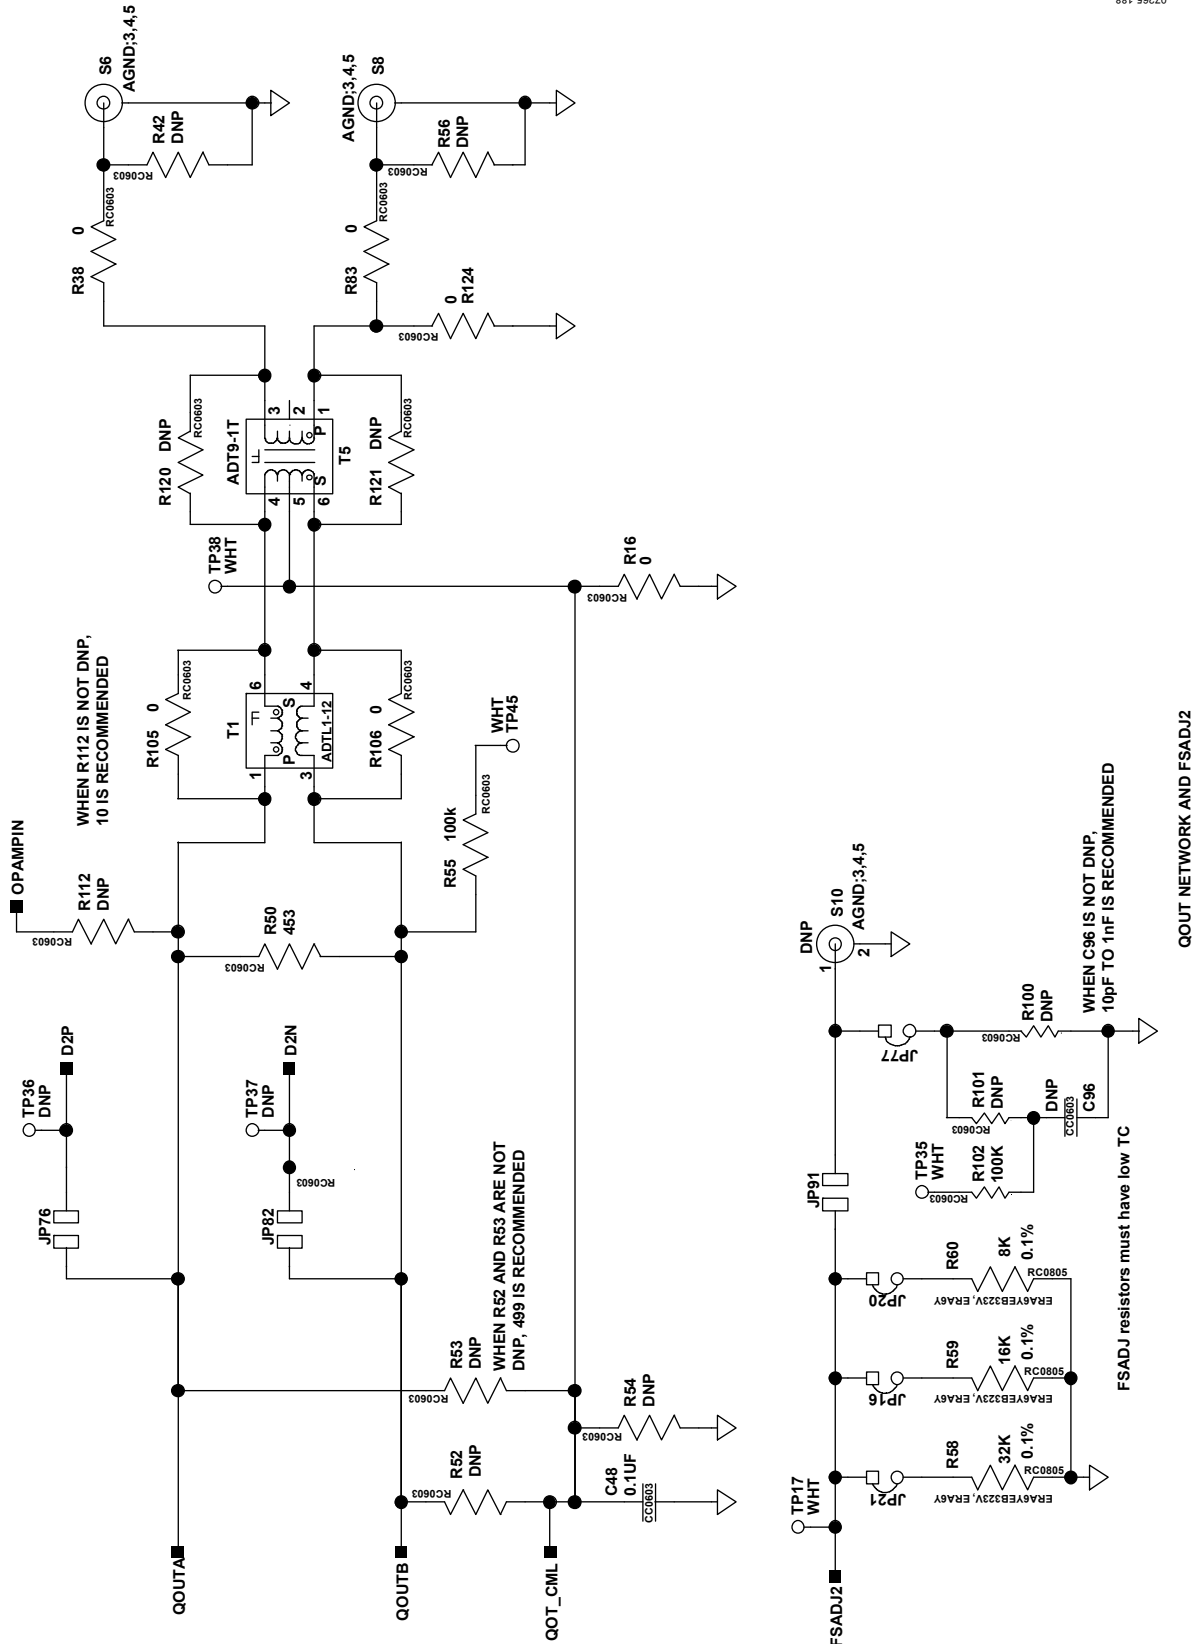 07265-188
S6
AGND;3,4,5
R42
DNP
RC0603
R38
0
RC0603
AGND;3,4,5
S8
R56
DNP
RC0603
R83
0
RC0603
0
R124
RC0603
R120
DNP
RC0603
ADT9-1T
3
2
1
P
S
4
5
6
T5
R121
DNP
RC0603
TP38
WHT
R16
0
RC0603
WHEN R112 IS NOT DNP,
10 IS RECOMMENDED
R105
0
RC0603
T1
6
S
4
1
P
3
ADTL1-12
R106
0
RC0603
WHT
TP45
R55
100k
RC0603
OPAMPIN
R112
DNP
RC0603
R50
453
RC0603
D2P
TP36
DNP
JP76
D2N
TP37
DNP
RC0603
JP82
WHEN R52 AND R53 ARE NOT
DNP, 499 IS RECOMMENDED
R53
DNP
RC0603
R52
DNP
RC0603
R54
DNP
RC0603
C48
0.1UF
CC0603
QOUTA
QOUTB
QOT_CML
DNP
S10
AGND;3,4,5
1
2
JP77
R100
DNP
RC0603
WHEN C96 IS NOT DNP,
10pF TO 1nF IS RECOMMENDED
R101
DNP
RC0603
DNP
C96
CC0603
TP35
WHT
R102
100K
RC0603
JP91
JP20
R60
8K
0.1%
RC0805
ERA6YEB323V, ERA6Y
JP16
R59
16K
0.1%
RC0805
ERA6YEB323V, ERA6Y
JP21
R58
32K
0.1%
RC0805
ERA6YEB323V, ERA6Y
TP17
WHT
FSADJ2
FSADJ resistors must have low TC
QOUT NETWORK AND FSADJ2